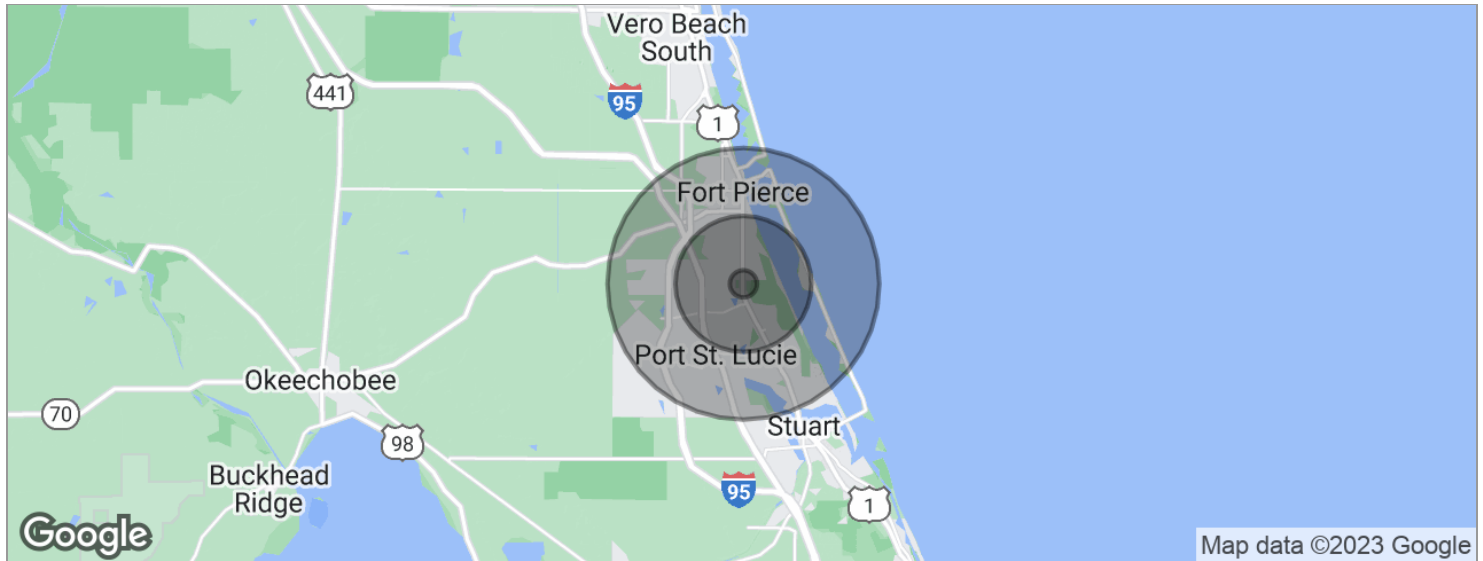 Vero Beach
South
441
95
1
Fort Pierce
Port St. Lucie
Okeechobee
70
98
Stuart
Buckhead
Ridge
95
1
Google
Map data ©2023 Google